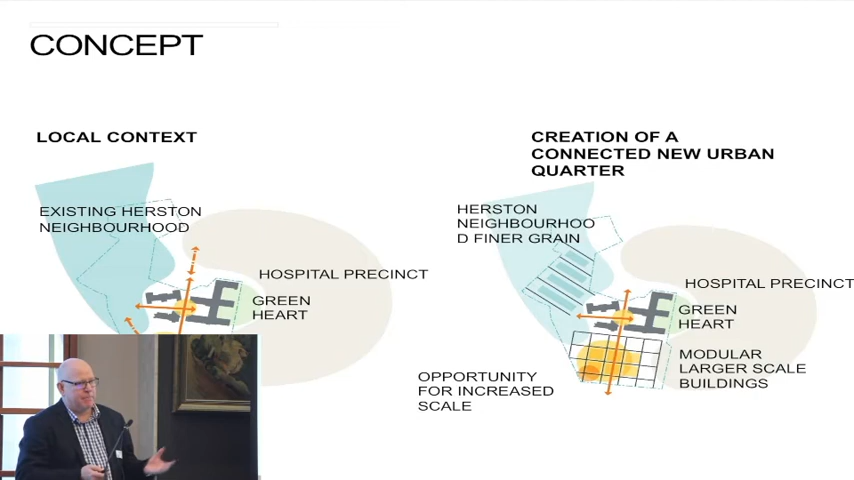 CONCEPT
LOCAL CONTEXT
EXISTING HERSTON
NEIGHBOURHOOD
HOSPITAL PRECINCT
GREEN
HEART
CREATION OF A
CONNECTED NEW URBAN
QUARTER
HERSTON
NEIGHBOURHOO
D FINER GRAIN
HOSPITAL PRECINCT
GREEN
HEART
MODULAR
LARGER SCALE
BUILDINGS
OPPORTUNITY
FOR INCREASED
SCALE